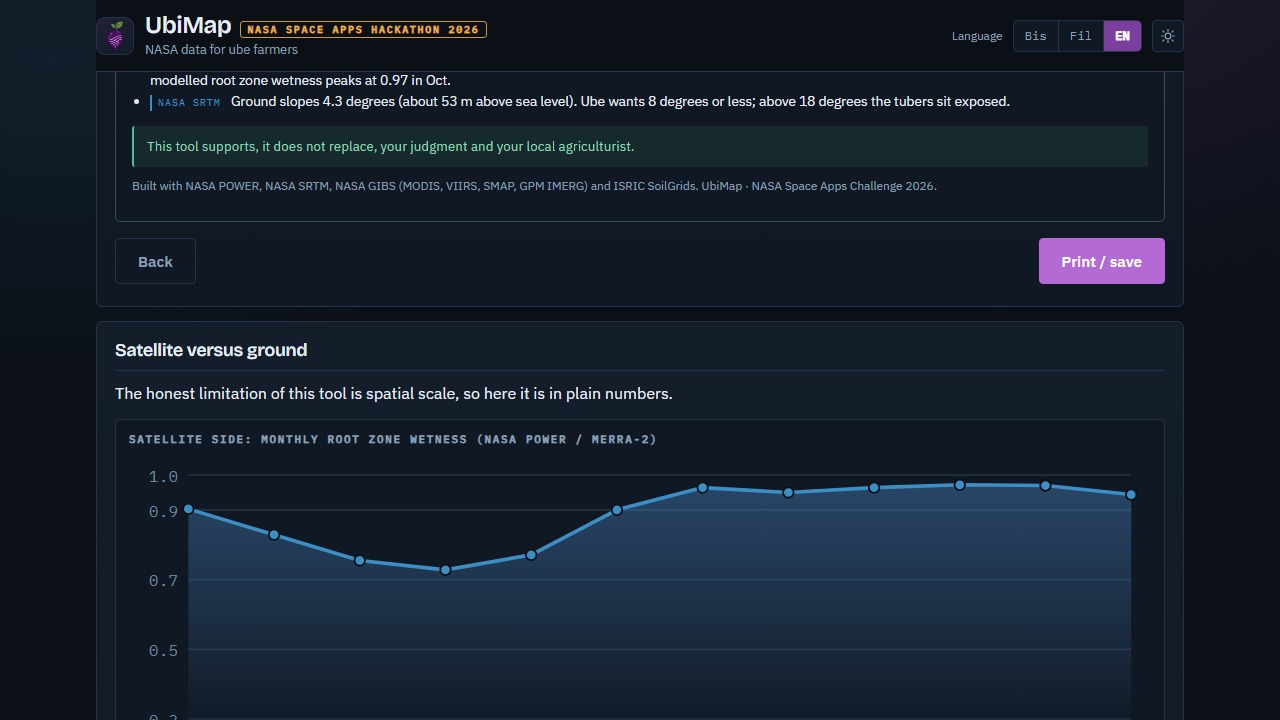 UbiMap NASA SPACE APPS HACKATHON 2026
NASA data for ube farmers
Language Bis Fil EN
modelled root zone wetness peaks at 0.97 in Oct.
NASA SRTM Ground slopes 4.3 degrees (about 53 m above sea level). Ube wants 8 degrees or less; above 18 degrees the tubers sit exposed.
This tool supports, it does not replace, your judgment and your local agriculturist.
Built with NASA POWER, NASA SRTM, NASA GIBS (MODIS, VIIRS, SMAP, GPM IMERG) and ISRIC SoilGrids. UbiMap · NASA Space Apps Challenge 2026.
Back Print / save
Satellite versus ground
The honest limitation of this tool is spatial scale, so here it is in plain numbers.
SATELLITE SIDE: MONTHLY ROOT ZONE WETNESS (NASA POWER / MERRA-2)
1.0
0.9
0.7
0.5